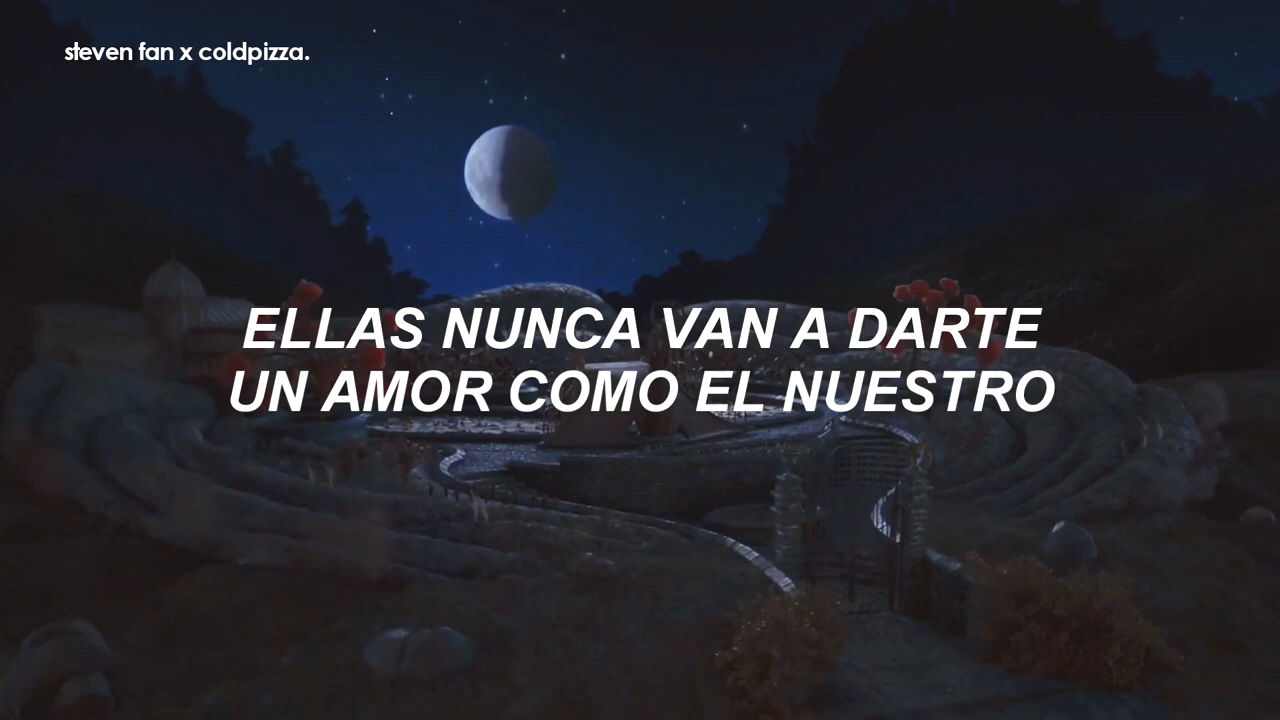 steven fan x coldpizza.
ELLAS NUNCA VAN A DARTE
UN AMOR COMO EL NUESTRO